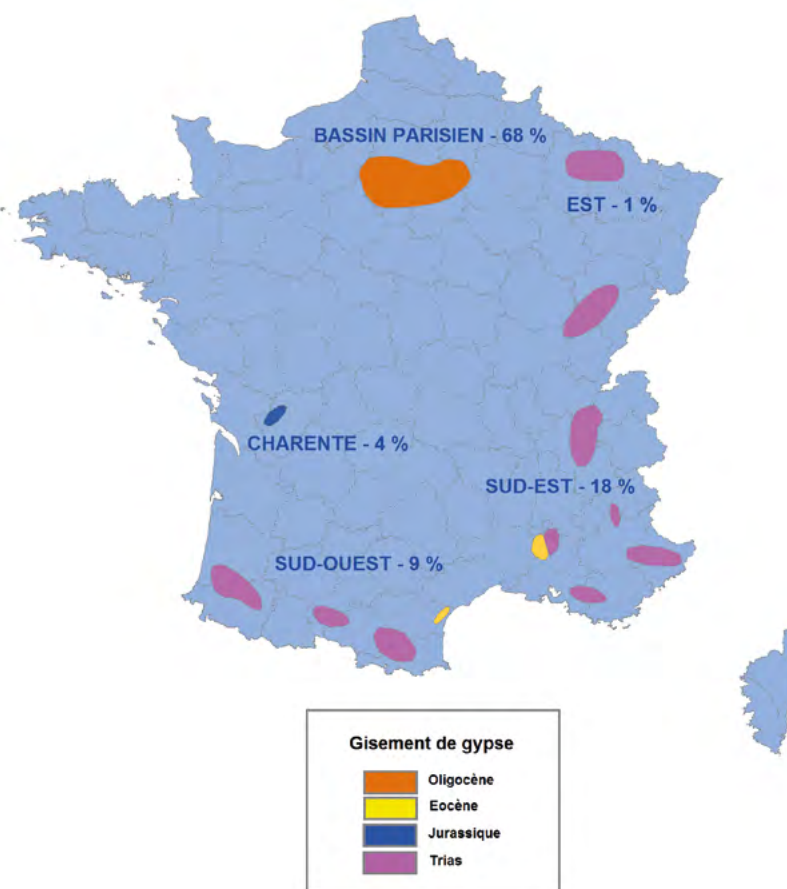 BASSIN PARISIEN - 68 %
EST - 1 %
CHARENTE - 4 %
SUD-EST - 18 %
SUD-OUEST - 9 %
Gisement de gypse
Oligocène
Eocène
Jurassique
Trias